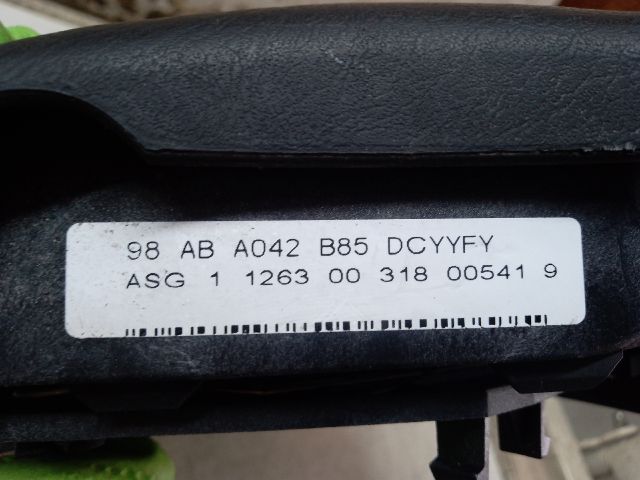 98 AB A042 B85 DCYYFY
ASG 1 1263 00 318 00541 9